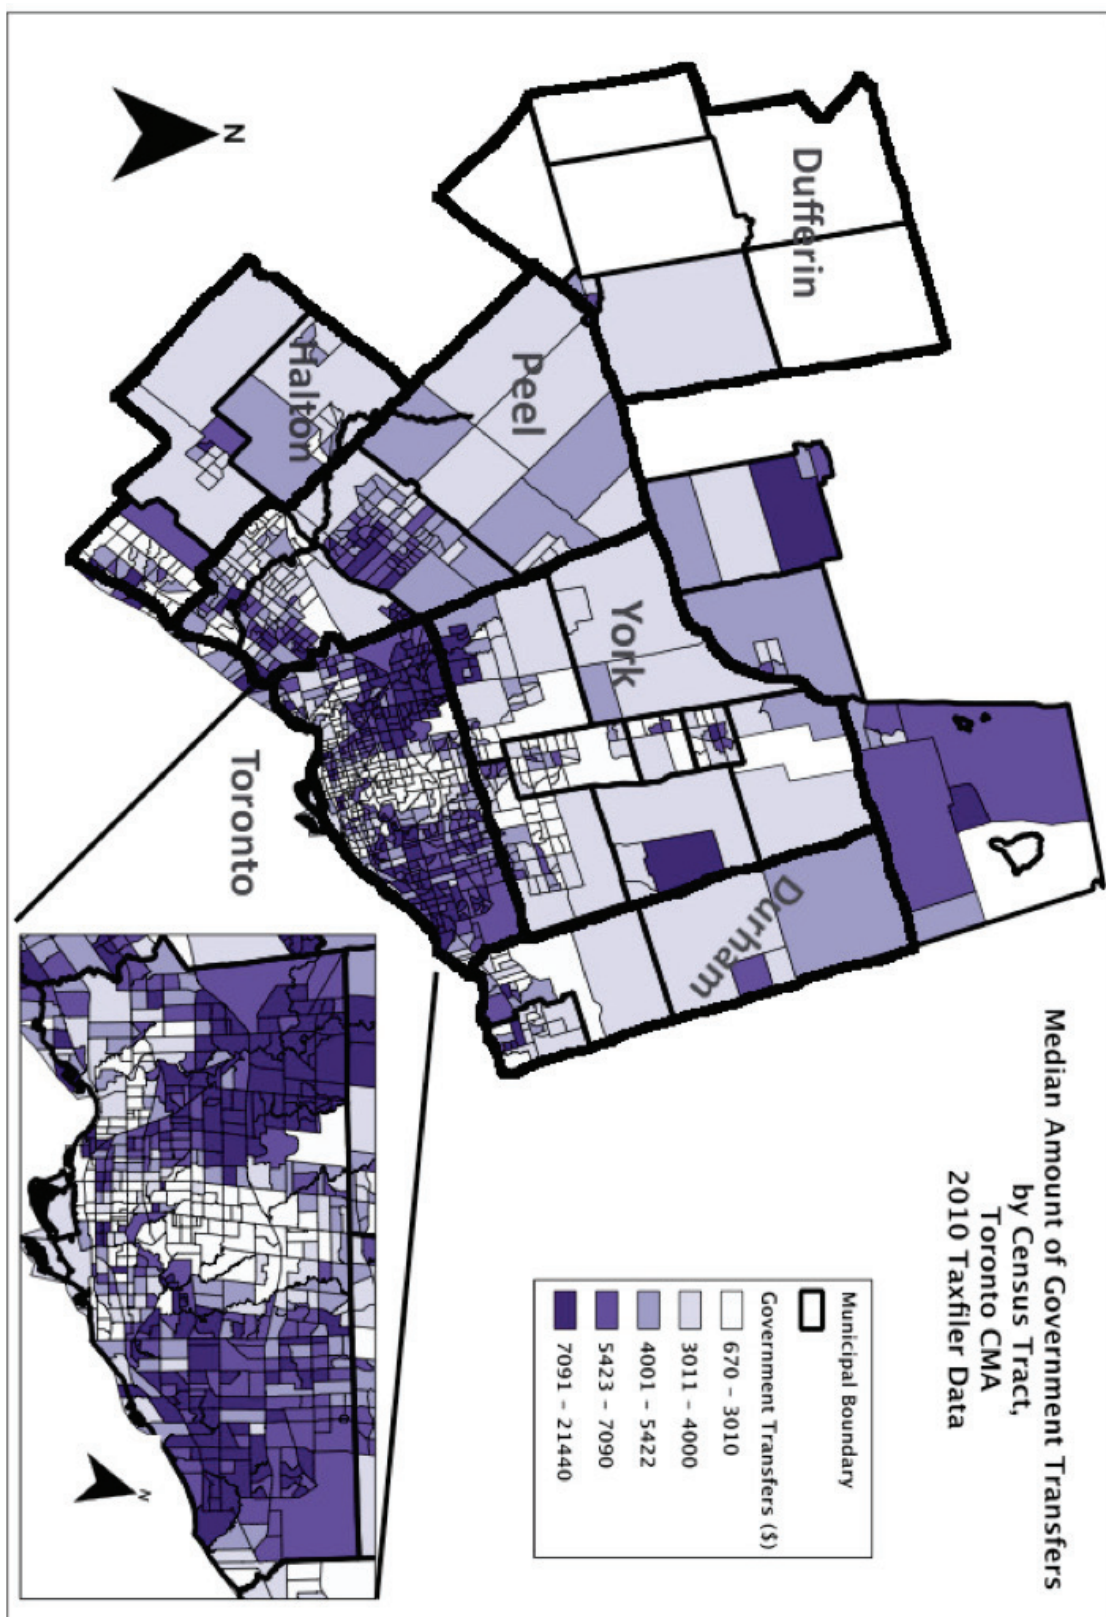 Median Amount of Government Transfers
by Census Tract,
Toronto CMA
2010 Taxfiler Data
Municipal Boundary
Government Transfers ($)
670 – 3010
3011 – 4000
4001 – 5422
5423 – 7090
7091 – 21440
N
Dufferin
Peel
Halton
York
Durham
Toronto
N